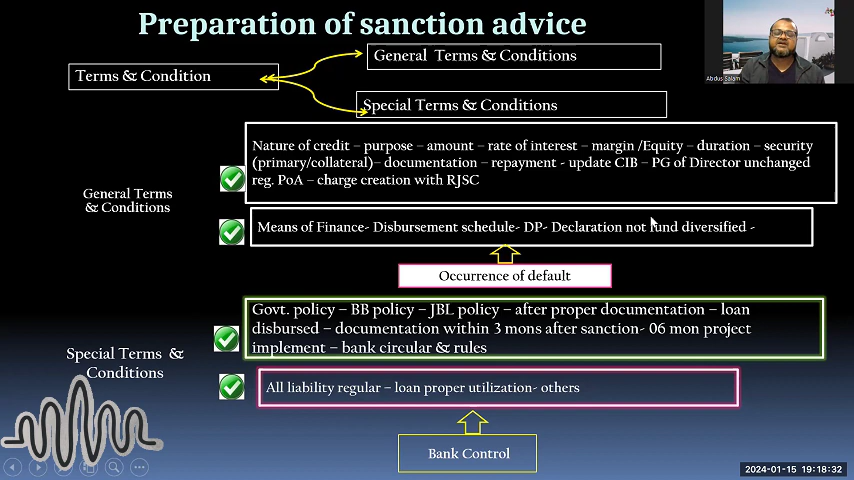 Preparation of sanction advice
General Terms & Conditions
Terms & Condition
Special Terms & Conditions
Nature of credit – purpose – amount – rate of interest – margin /Equity – duration – security
(primary/collateral)– documentation – repayment - update CIB – PG of Director unchanged
reg. PoA – charge creation with RJSC
General Terms
& Conditions
Means of Finance- Disbursement schedule- DP- Declaration not fund diversified -
Occurrence of default
Govt. policy – BB policy – JBL policy – after proper documentation – loan
disbursed – documentation within 3 mons after sanction- 06 mon project
implement – bank circular & rules
Special Terms &
Conditions
All liability regular – loan proper utilization- others
Bank Control
Abdus Salam
2024-01-15 19:18:32